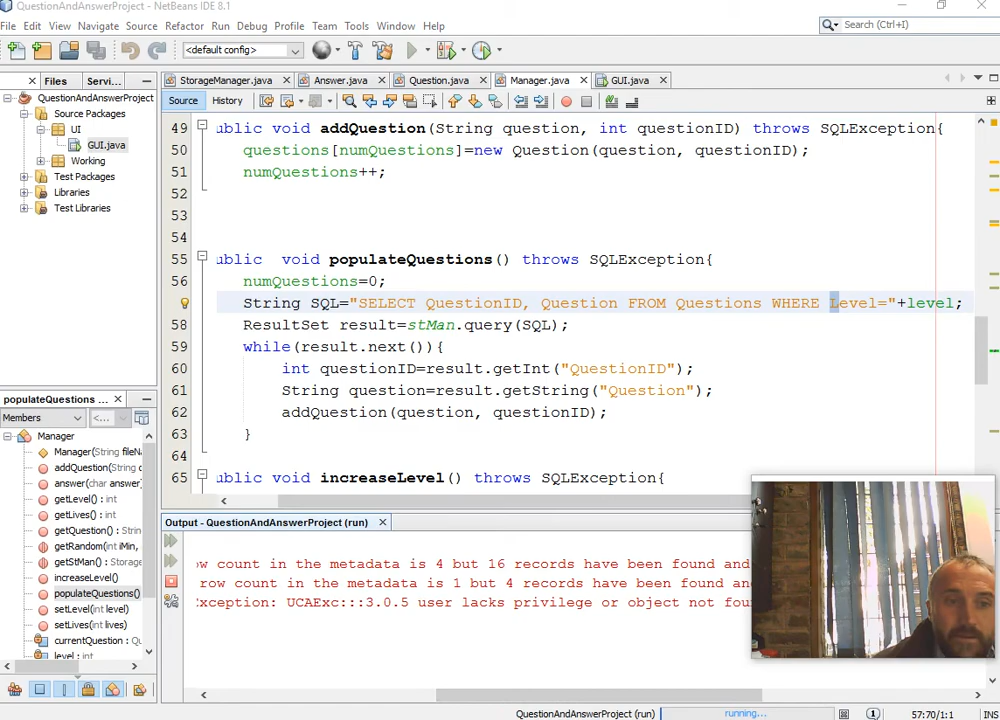 QuestionAndAnswerProject - NetBeans IDE 8.1
File Edit View Navigate Source Refactor Run Debug Profile Team Tools Window Help
Search (Ctrl+I)
<default config>
Files Servi...
StorageManager.java Answer.java Question.java Manager.java GUI.java
Source History
QuestionAndAnswerProject
Source Packages
UI
GUI.java
Working
Test Packages
Libraries
Test Libraries
49 ublic void addQuestion(String question, int questionID) throws SQLException{
50 questions[numQuestions]=new Question(question, questionID);
51 numQuestions++;
52
53
54
55 ublic void populateQuestions() throws SQLException{
56 numQuestions=0;
String SQL="SELECT QuestionID, Question FROM Questions WHERE Level="+level;
58 ResultSet result=stMan.query(SQL);
59 while(result.next()){
60 int questionID=result.getInt("QuestionID");
61 String question=result.getString("Question");
62 addQuestion(question, questionID);
63 }
64
65 ublic void increaseLevel() throws SQLException{
populateQuestions ...
Members <...
Manager
Manager(String fileNa
addQuestion(String q
answer(char answer)
getLevel() : int
getLives() : int
getQuestion() : String
getRandom(int iMin,
getStMan() : Storage
increaseLevel()
populateQuestions()
setLevel(int level)
setLives(int lives)
currentQuestion : Qu
level : int
Output - QuestionAndAnswerProject (run)
ow count in the metadata is 4 but 16 records have been found and
row count in the metadata is 1 but 4 records have been found and
xception: UCAExc:::3.0.5 user lacks privilege or object not fou
QuestionAndAnswerProject (run) running... 1 57:70/1:1 INS